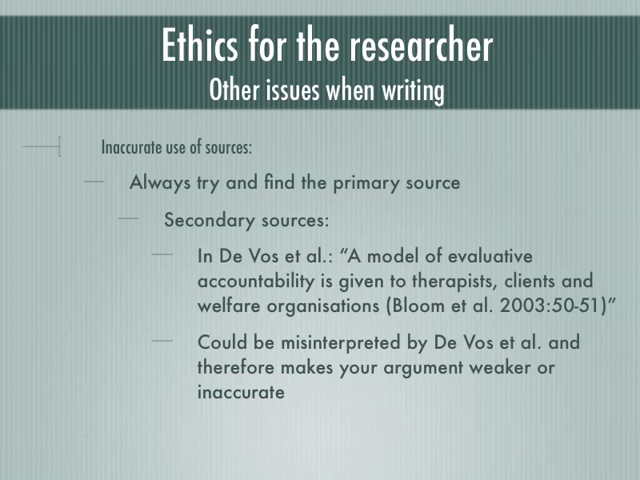 Ethics for the researcher
Other issues when writing
Inaccurate use of sources:
Always try and find the primary source
Secondary sources:
In De Vos et al.: “A model of evaluative
accountability is given to therapists, clients and
welfare organisations (Bloom et al. 2003:50-51)”
Could be misinterpreted by De Vos et al. and
therefore makes your argument weaker or
inaccurate